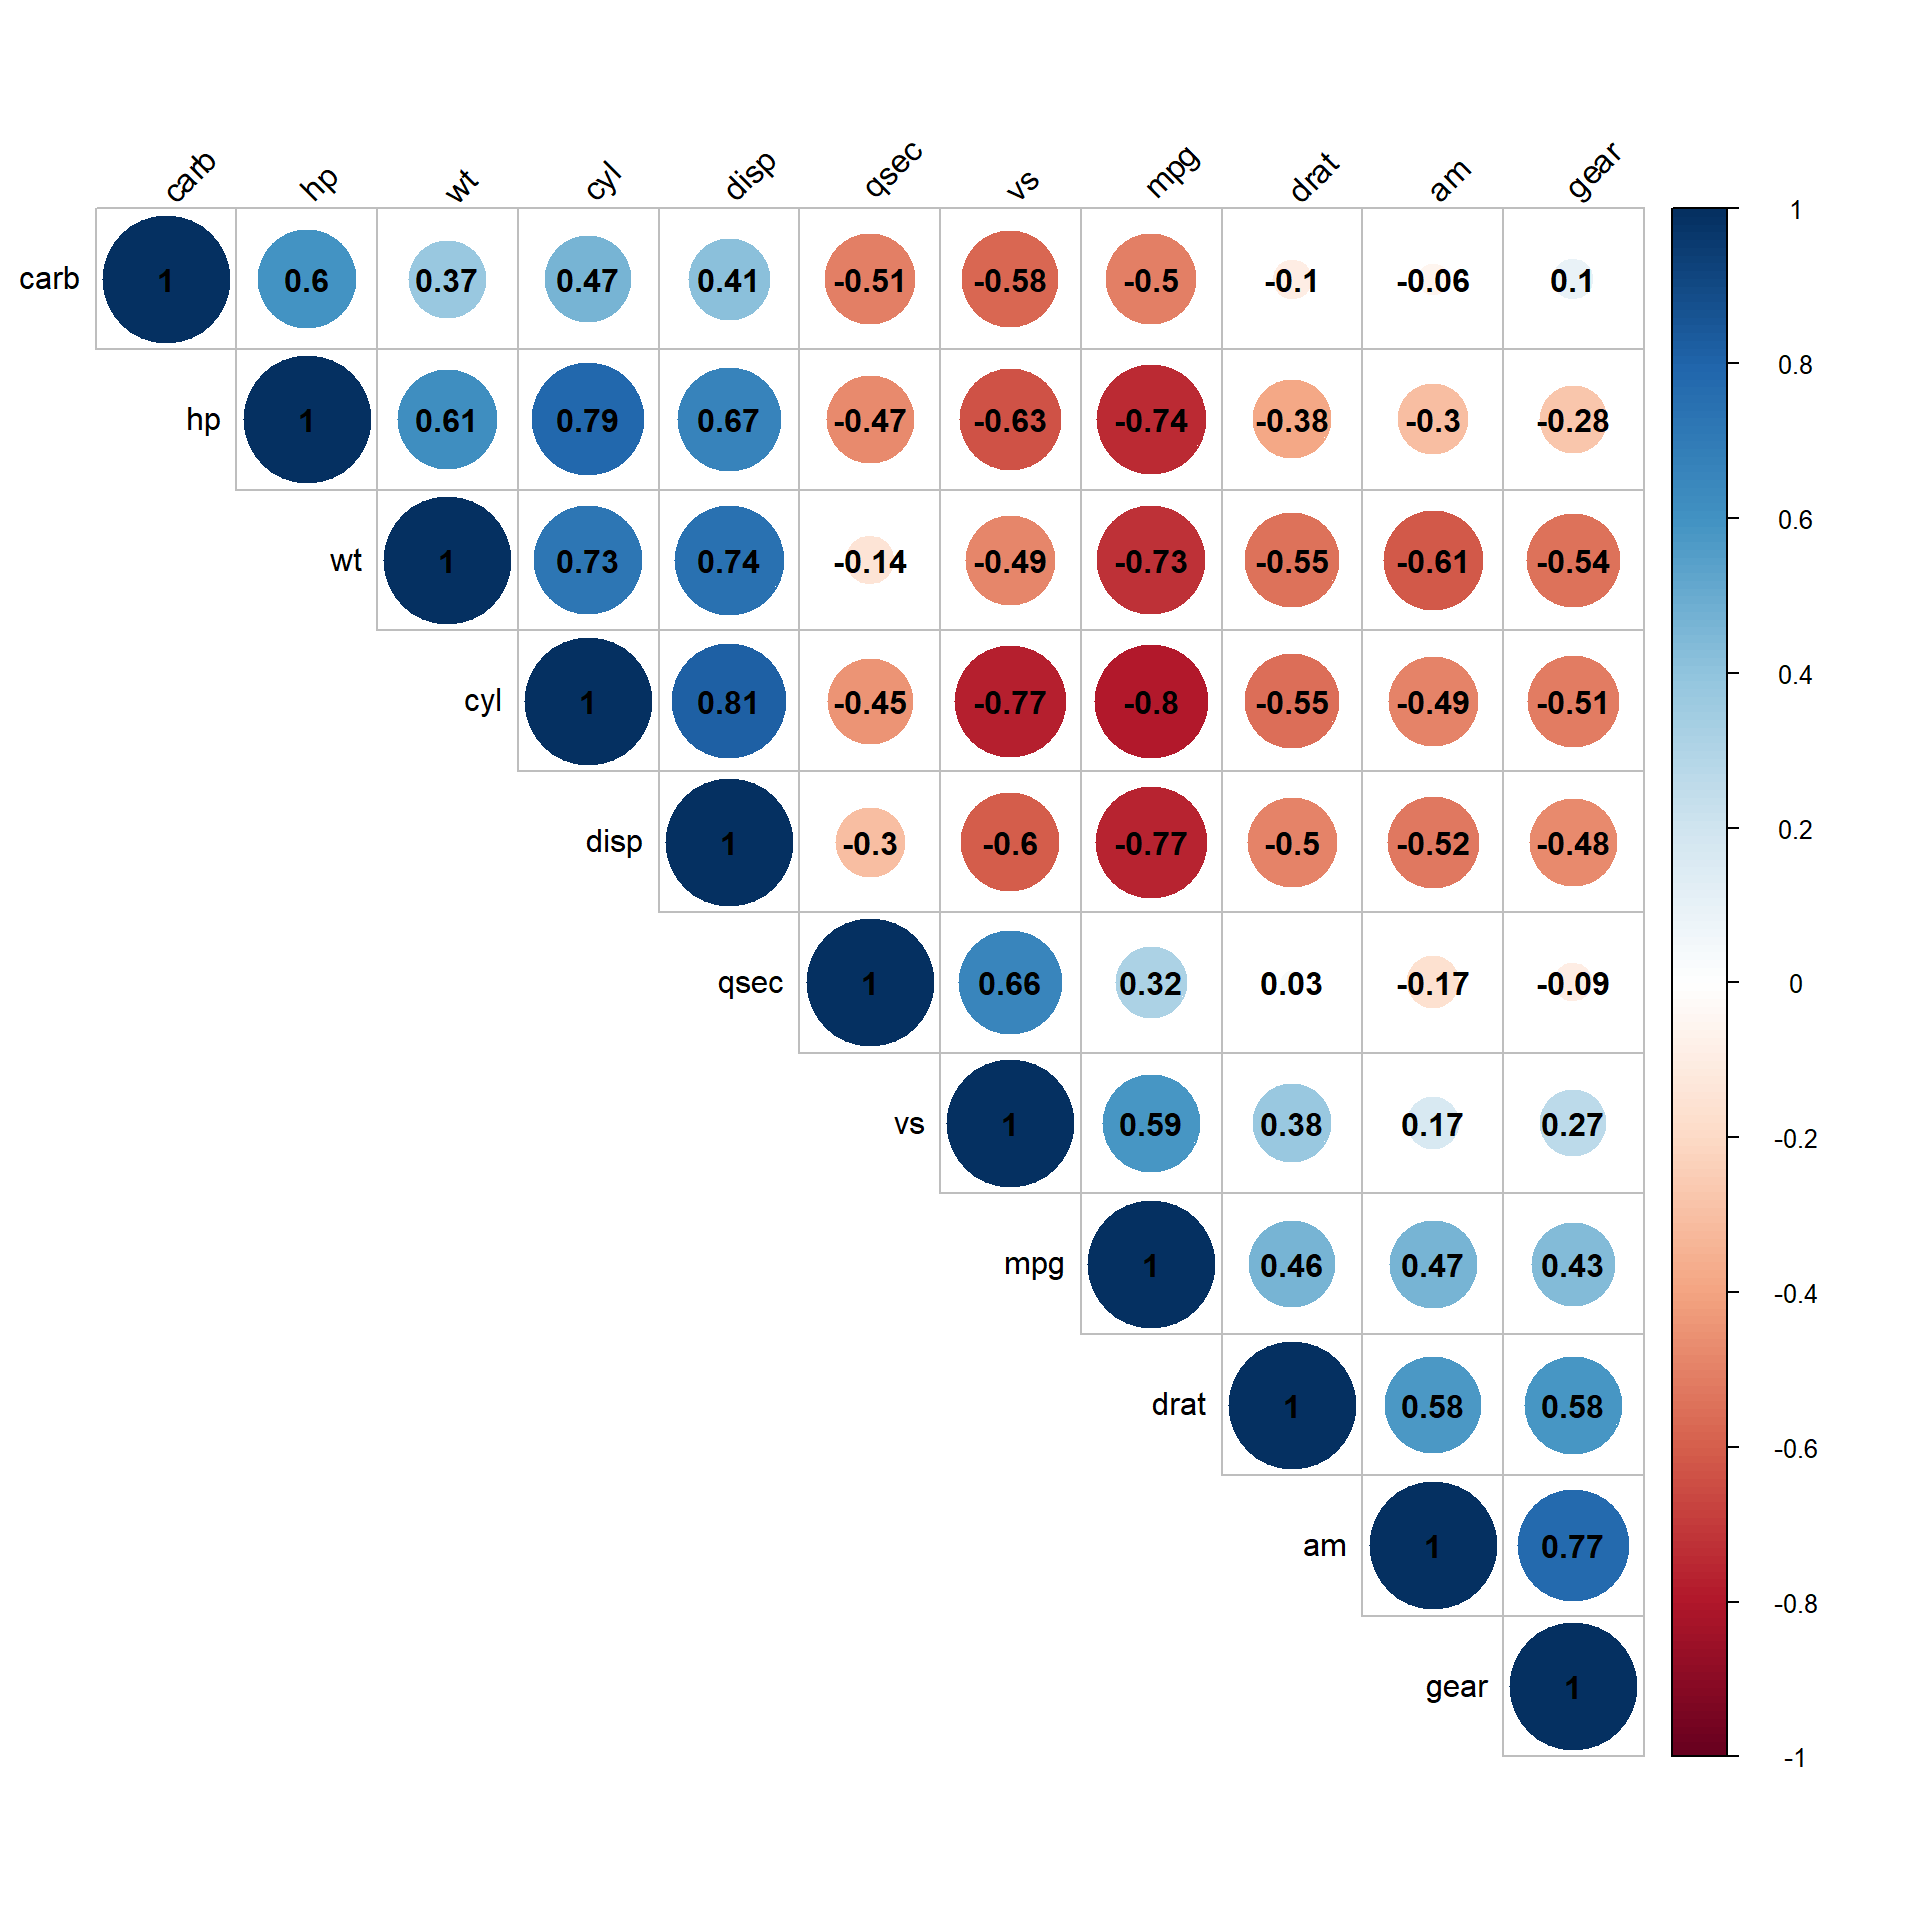 carb hp wt cyl disp qsec vs mpg drat am gear
1
carb 1 0.6 0.37 0.47 0.41 -0.51 -0.58 -0.5 -0.1 -0.06 0.1
0.8
hp 1 0.61 0.79 0.67 -0.47 -0.63 -0.74 -0.38 -0.3 -0.28
0.6
wt 1 0.73 0.74 -0.14 -0.49 -0.73 -0.55 -0.61 -0.54
0.4
cyl 1 0.81 -0.45 -0.77 -0.8 -0.55 -0.49 -0.51
0.2
disp 1 -0.3 -0.6 -0.77 -0.5 -0.52 -0.48
qsec 1 0.66 0.32 0.03 -0.17 -0.09
0
vs 1 0.59 0.38 0.17 0.27
-0.2
mpg 1 0.46 0.47 0.43
-0.4
drat 1 0.58 0.58
-0.6
am 1 0.77
-0.8
gear 1
-1